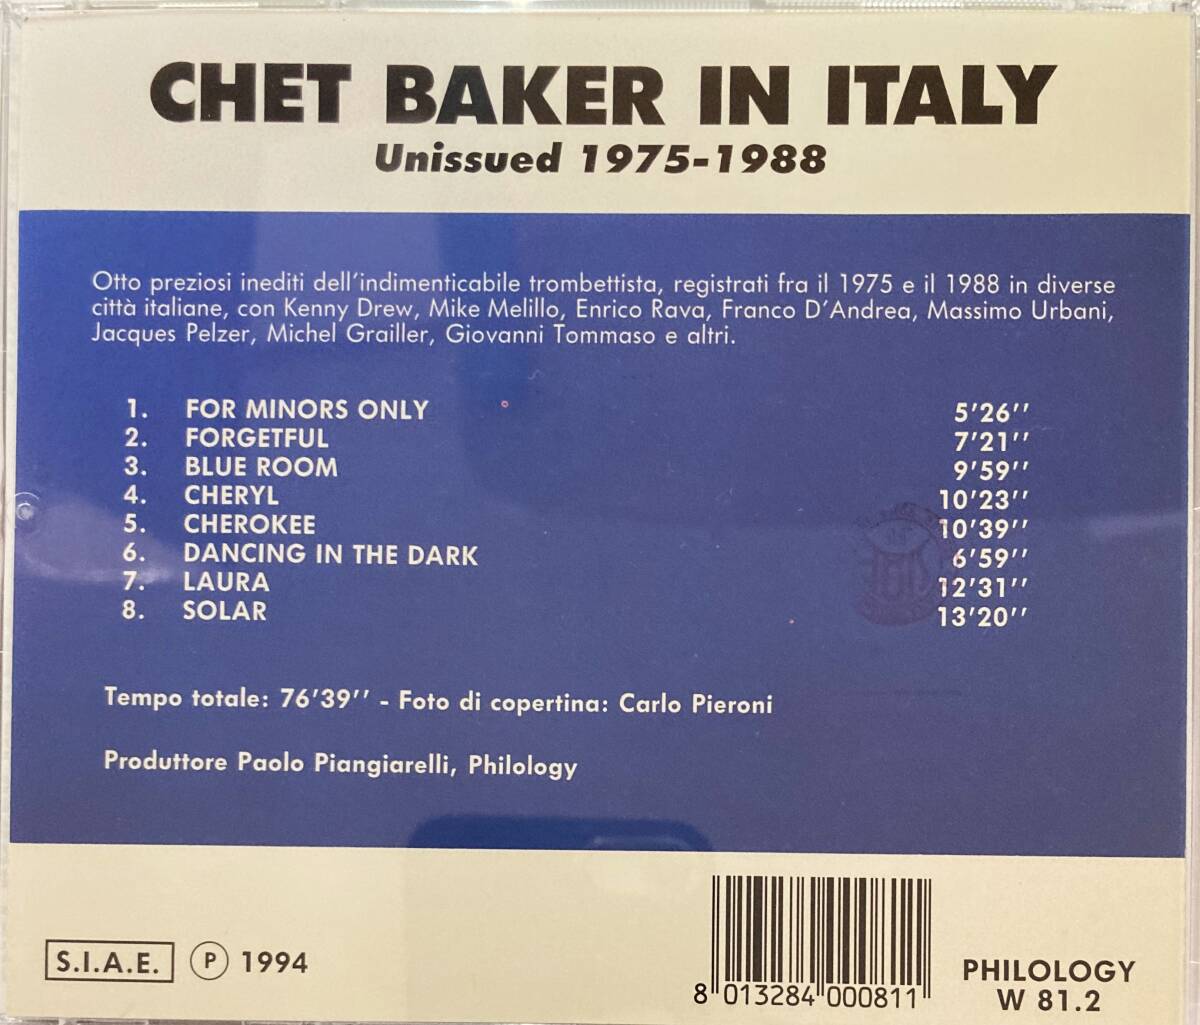 CHET BAKER IN ITALY
Unissued 1975-1988
Otto preziosi inediti dell'indimenticabile trombettista, registrati fra il 1975 e il 1988 in diverse
città italiane, con Kenny Drew, Mike Melillo, Enrico Rava, Franco D'Andrea, Massimo Urbani,
Jacques Pelzer, Michel Grailler, Giovanni Tommaso e altri.
1. FOR MINORS ONLY 5'26''
2. FORGETFUL 7'21''
3. BLUE ROOM 9'59''
4. CHERYL 10'23''
5. CHEROKEE 10'39''
6. DANCING IN THE DARK 6'59''
7. LAURA 12'31''
8. SOLAR 13'20''
Tempo totale: 76'39'' - Foto di copertina: Carlo Pieroni
Produttore Paolo Piangiarelli, Philology
S.I.A.E. ℗ 1994
8 013284 000811
PHILOLOGY
W 81.2